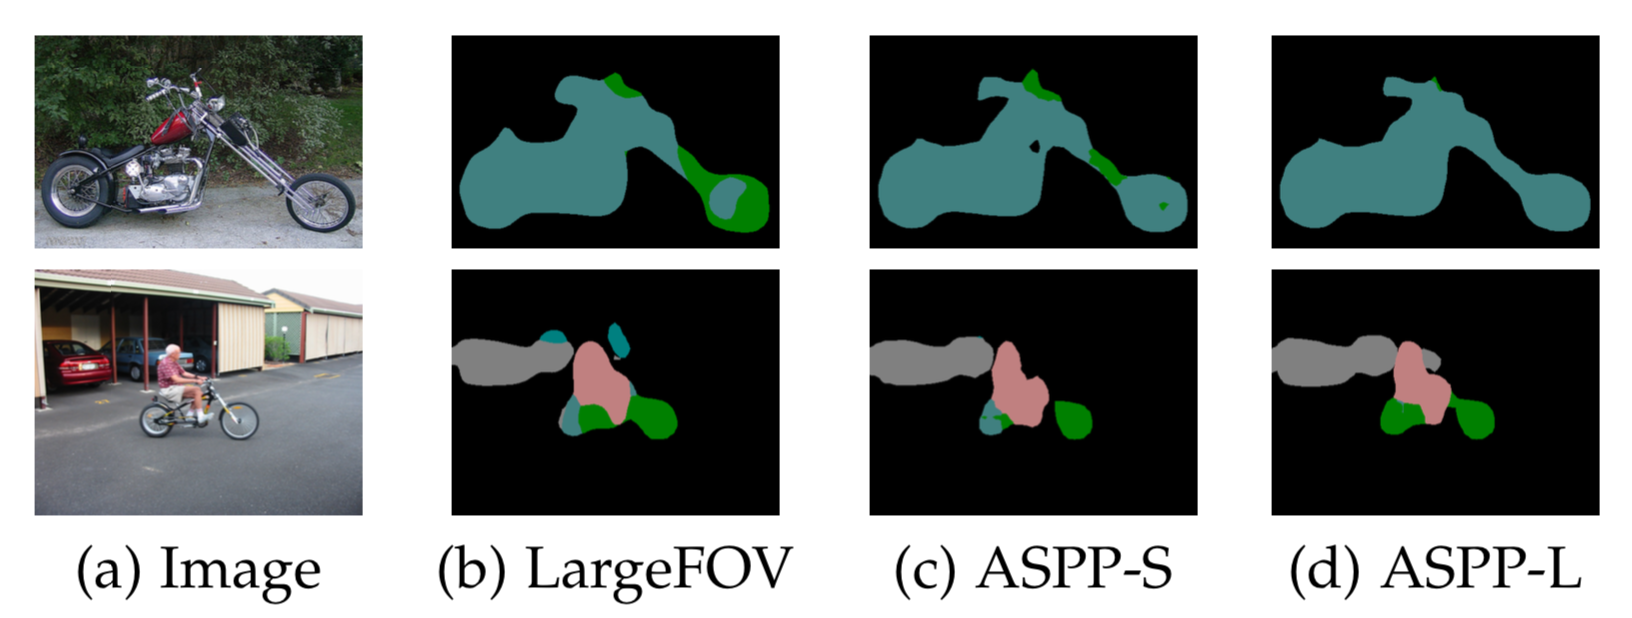 (a) Image (b) LargeFOV (c) ASPP-S (d) ASPP-L